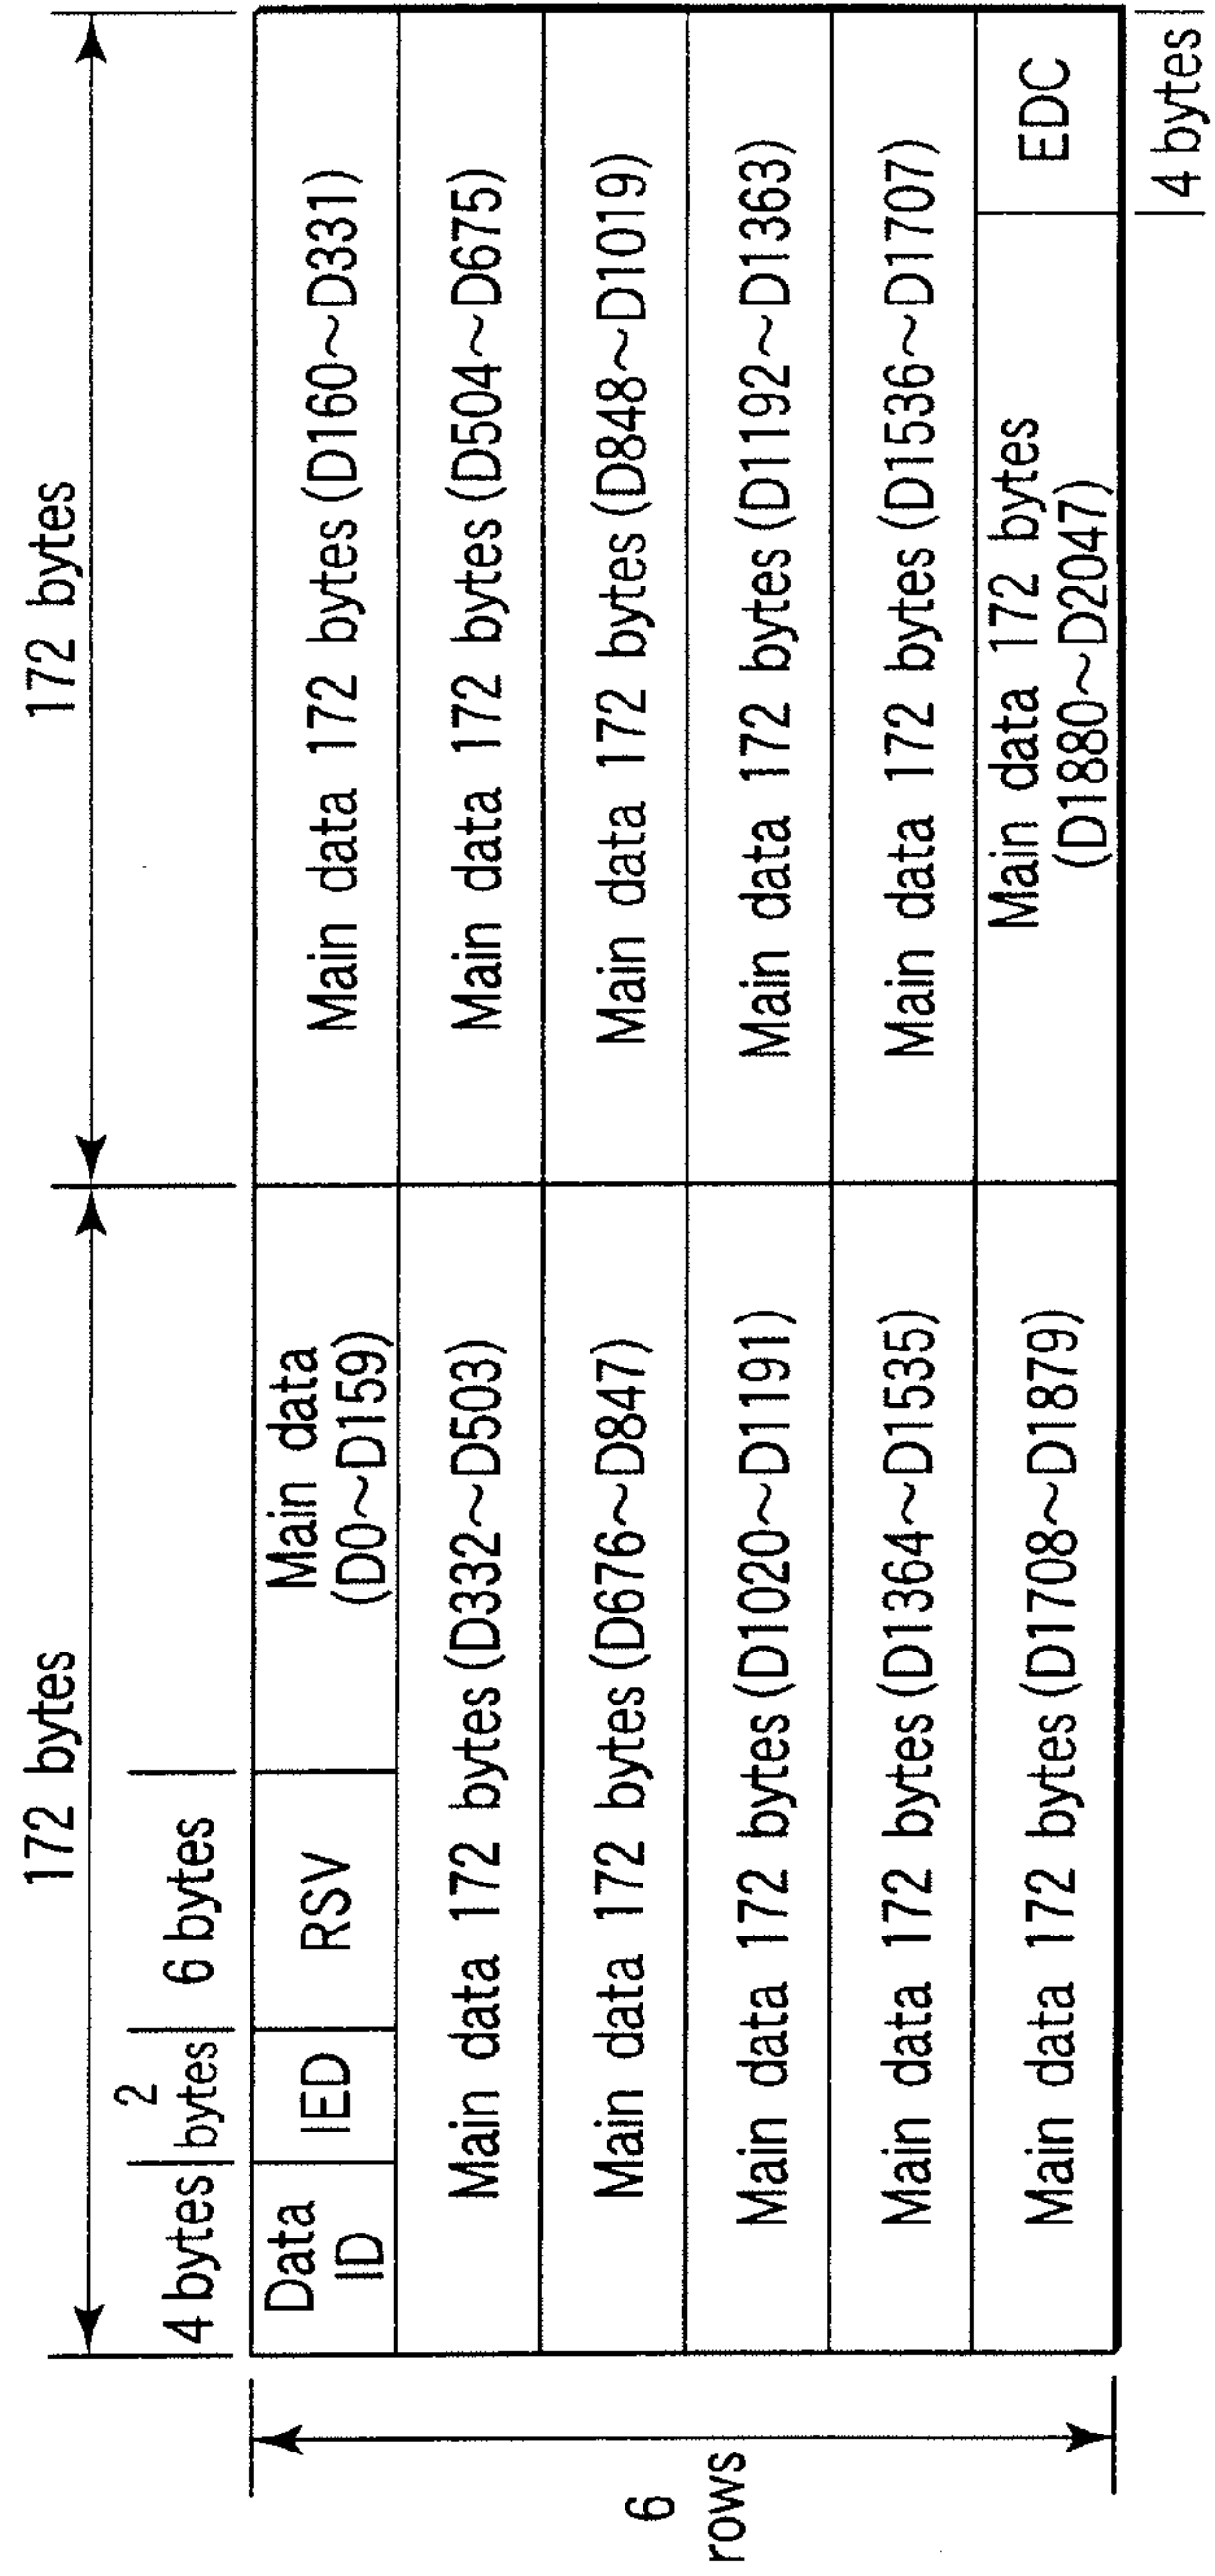 172 bytes
172 bytes
4 bytes
2
bytes
6 bytes
Data
ID
IED
RSV
Main data
(D0~D159)
Main data 172 bytes (D160~D331)
Main data 172 bytes (D332~D503)
Main data 172 bytes (D504~D675)
Main data 172 bytes (D676~D847)
Main data 172 bytes (D848~D1019)
Main data 172 bytes (D1020~D1191)
Main data 172 bytes (D1192~D1363)
Main data 172 bytes (D1364~D1535)
Main data 172 bytes (D1536~D1707)
Main data 172 bytes (D1708~D1879)
Main data 172 bytes
(D1880~D2047)
EDC
4 bytes
6
rows